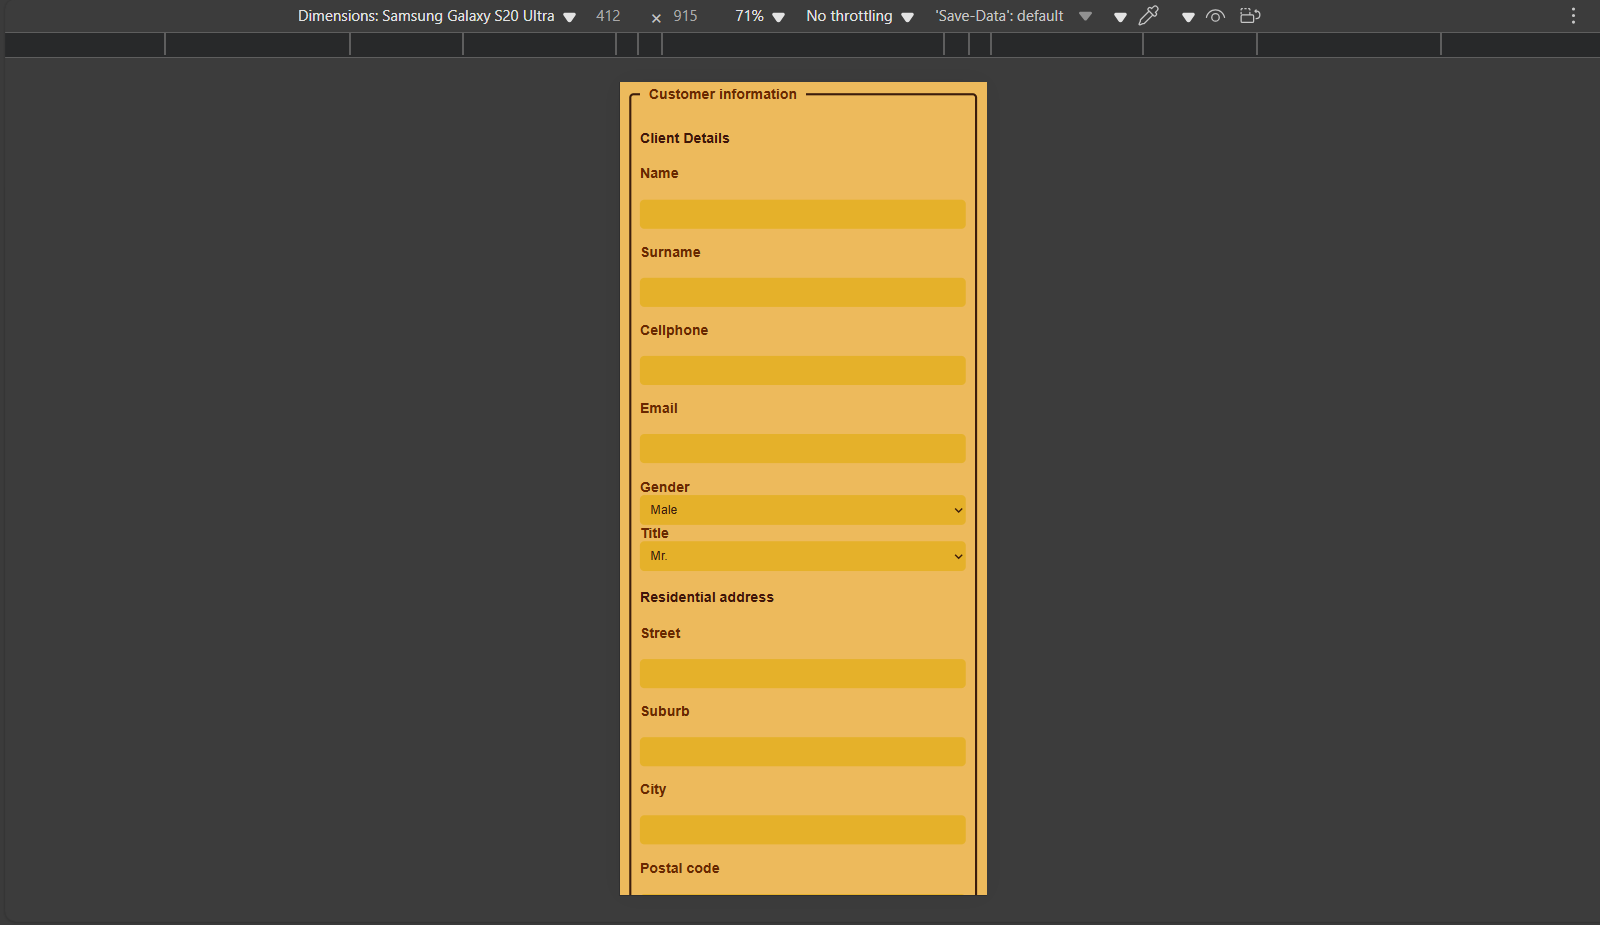 Dimensions: Samsung Galaxy S20 Ultra 412 × 915 71% No throttling 'Save-Data': default
Customer information
Client Details
Name
Surname
Cellphone
Email
Gender
Male
Title
Mr.
Residential address
Street
Suburb
City
Postal code